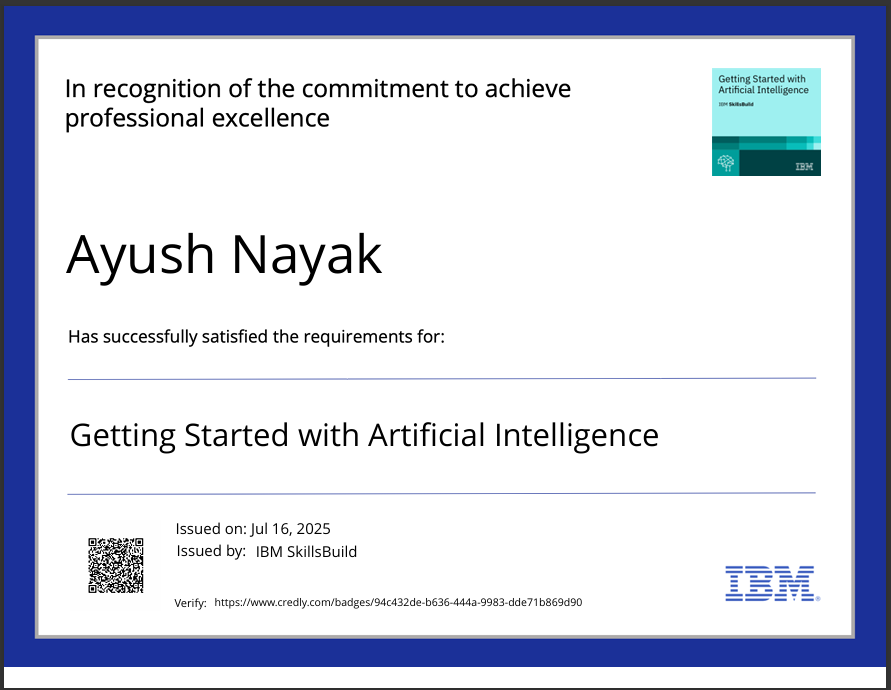 In recognition of the commitment to achieve
professional excellence
Getting Started with
Artificial Intelligence
IBM SkillsBuild
IBM
Ayush Nayak
Has successfully satisfied the requirements for:
Getting Started with Artificial Intelligence
Issued on: Jul 16, 2025
Issued by: IBM SkillsBuild
Verify: https://www.credly.com/badges/94c432de-b636-444a-9983-dde71b869d90
IBM®